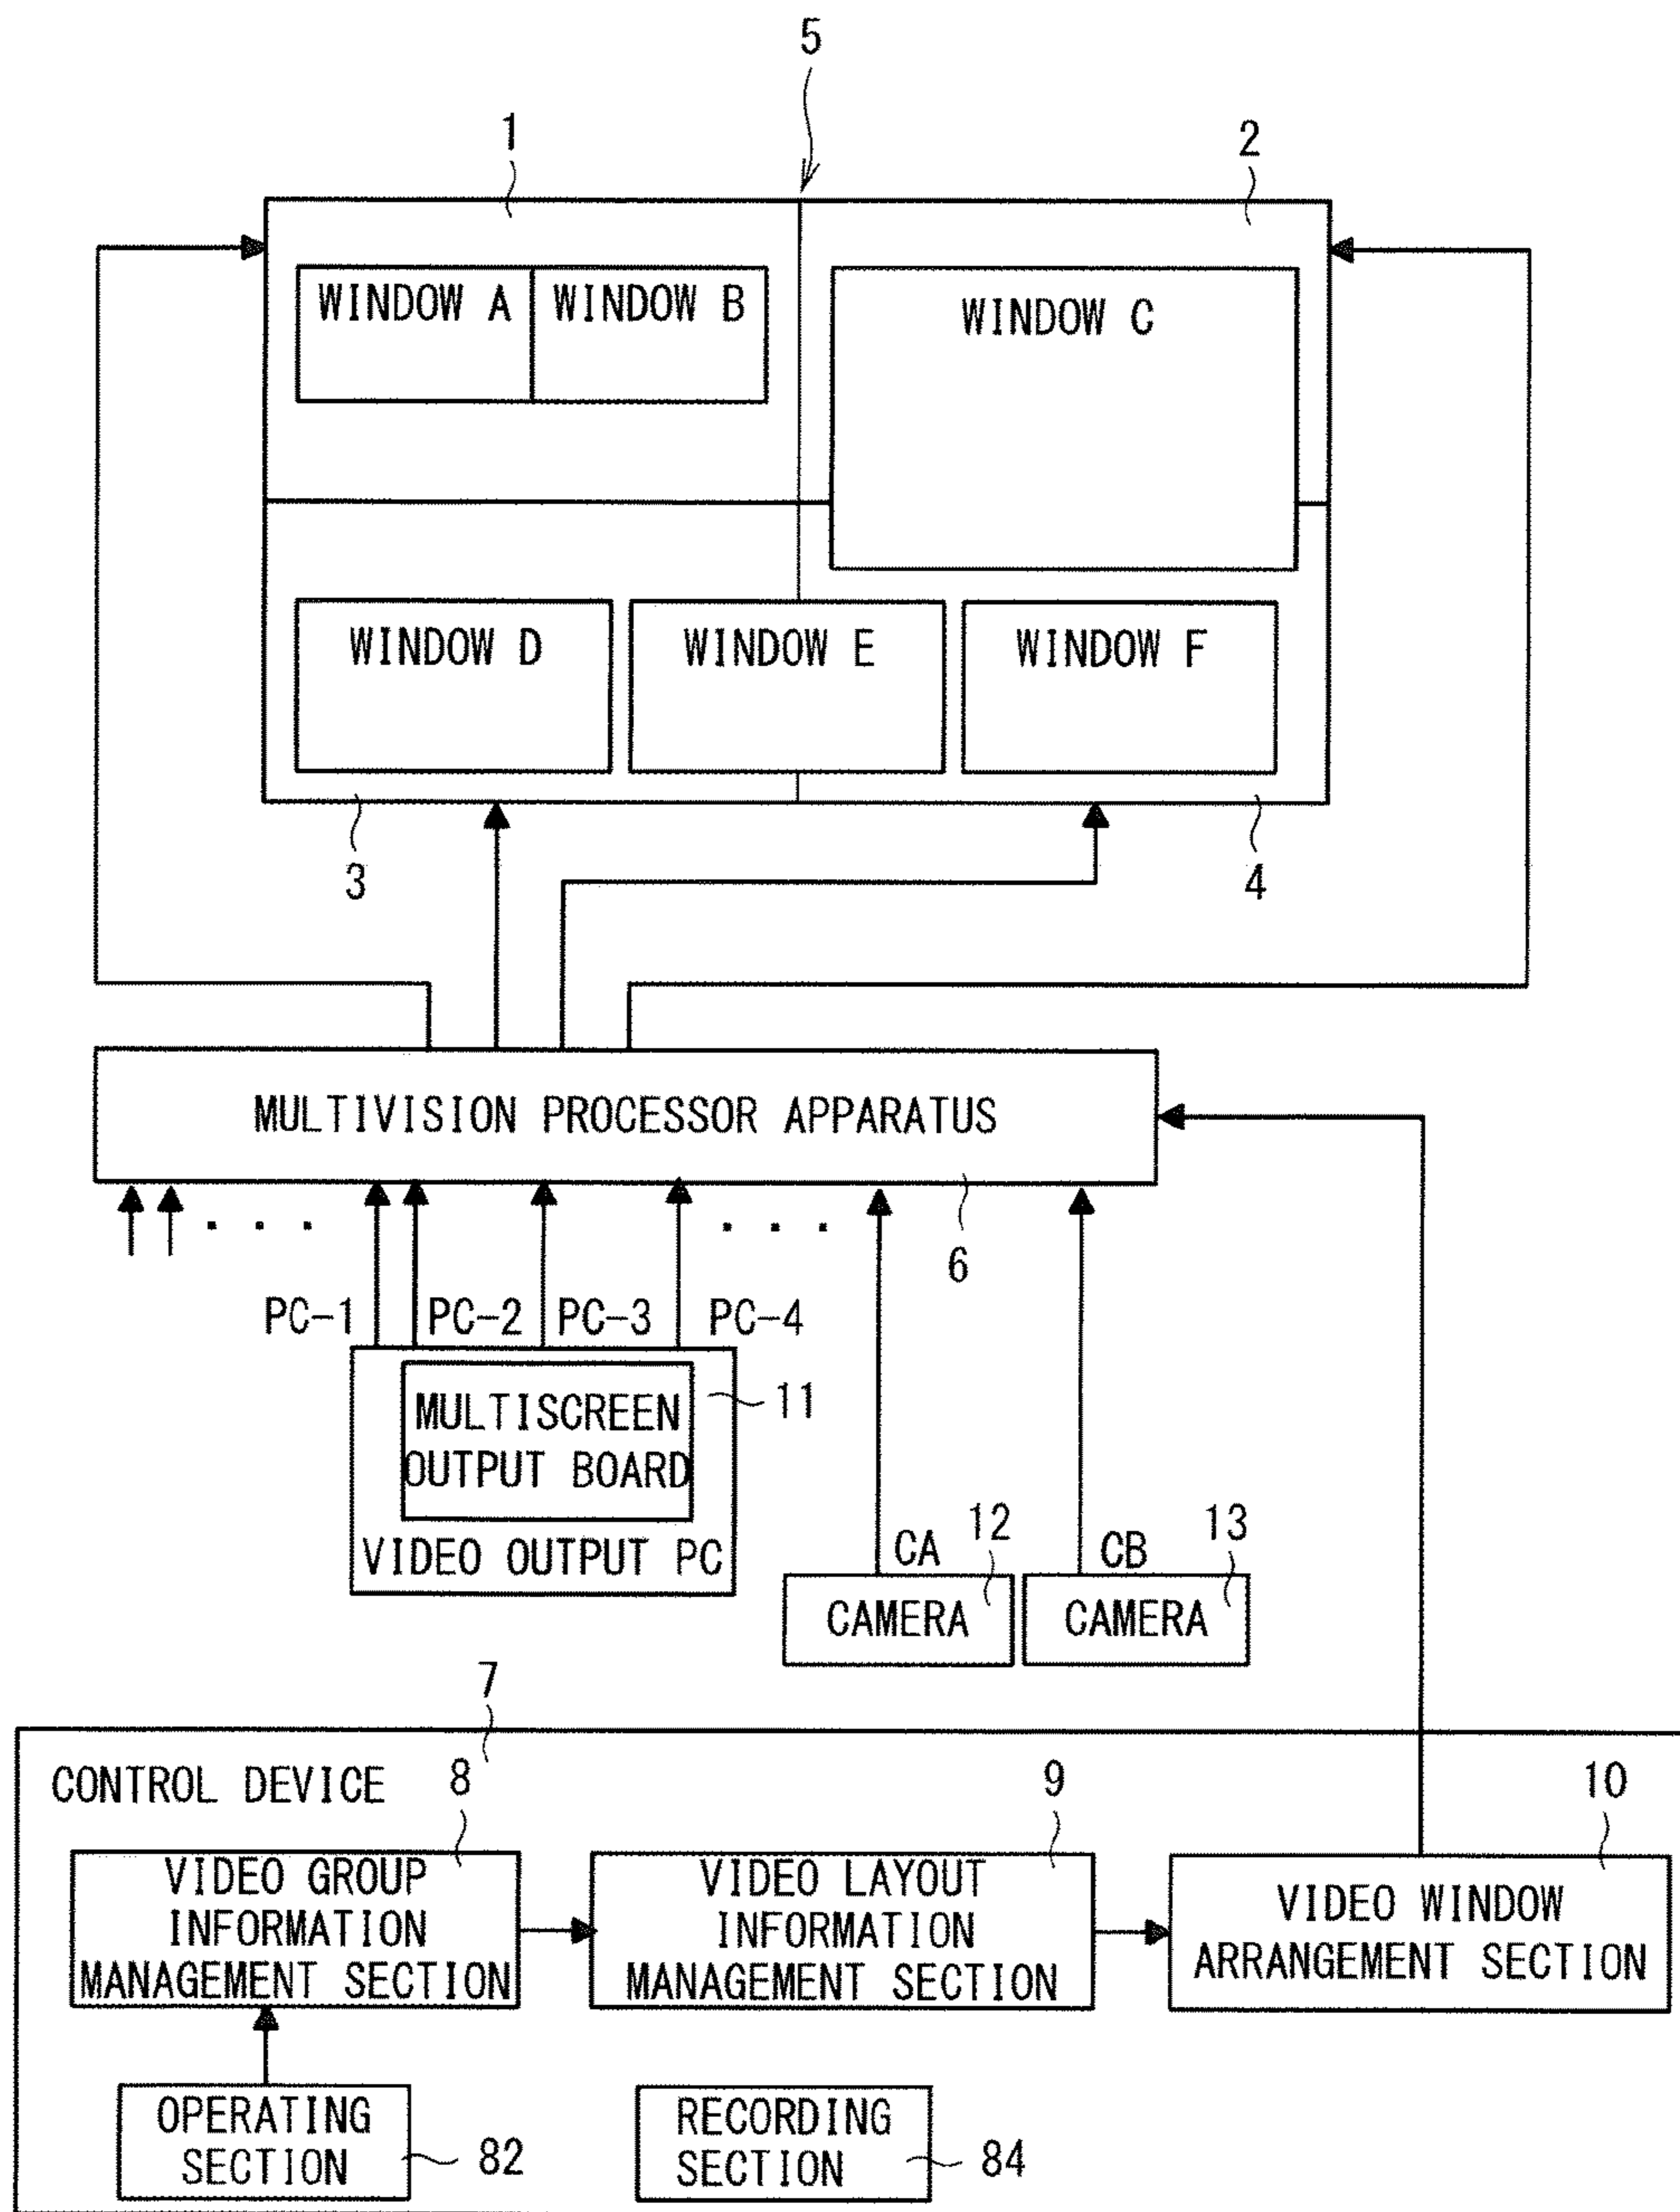 5
1
2
WINDOW A
WINDOW B
WINDOW C
WINDOW D
WINDOW E
WINDOW F
3
4
MULTIVISION PROCESSOR APPARATUS
. . .
. . .
6
PC-1
PC-2
PC-3
PC-4
MULTISCREEN
OUTPUT BOARD
11
VIDEO OUTPUT PC
CA
12
CB
13
CAMERA
CAMERA
7
CONTROL DEVICE
8
9
10
VIDEO GROUP
INFORMATION
MANAGEMENT SECTION
VIDEO LAYOUT
INFORMATION
MANAGEMENT SECTION
VIDEO WINDOW
ARRANGEMENT SECTION
OPERATING
SECTION
82
RECORDING
SECTION
84